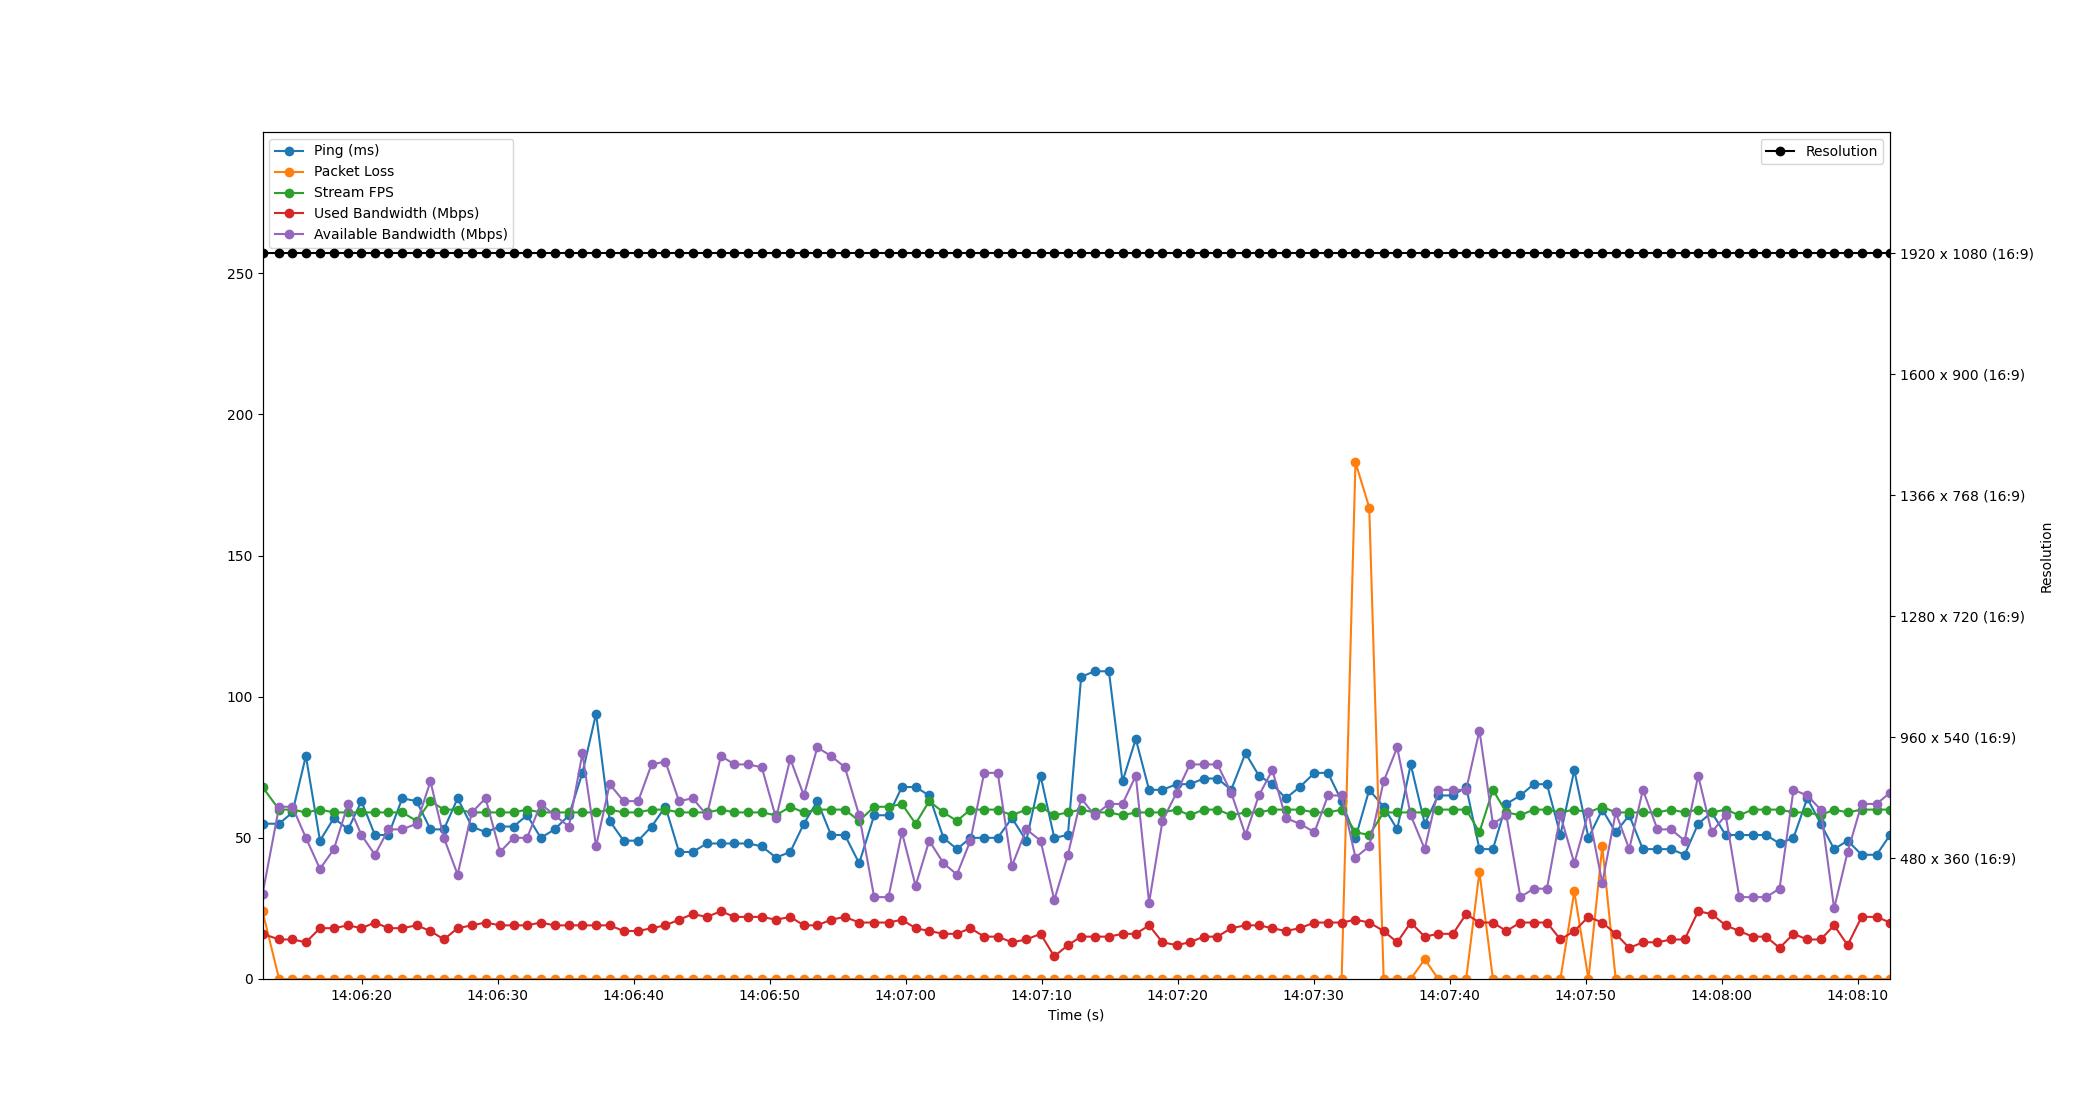 Ping (ms)
Packet Loss
Stream FPS
Used Bandwidth (Mbps)
Available Bandwidth (Mbps)
Resolution
250
200
150
100
50
0
1920 x 1080 (16:9)
1600 x 900 (16:9)
1366 x 768 (16:9)
1280 x 720 (16:9)
960 x 540 (16:9)
480 x 360 (16:9)
Resolution
14:06:20 14:06:30 14:06:40 14:06:50 14:07:00 14:07:10 14:07:20 14:07:30 14:07:40 14:07:50 14:08:00 14:08:10
Time (s)